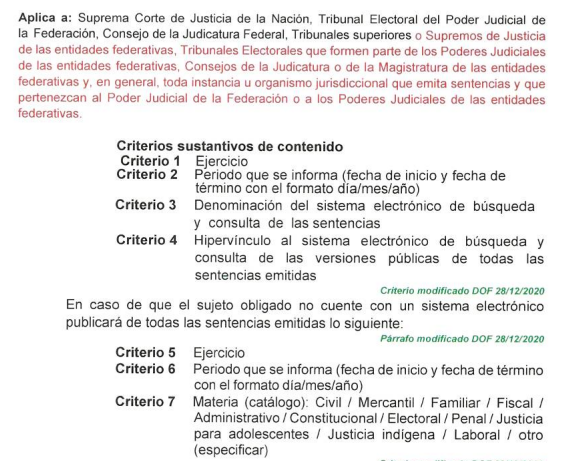 Aplica a: Suprema Corte de Justicia de la Nación, Tribunal Electoral del Poder Judicial de
la Federación, Consejo de la Judicatura Federal, Tribunales superiores o Supremos de Justicia
de las entidades federativas, Tribunales Electorales que formen parte de los Poderes Judiciales
de las entidades federativas, Consejos de la Judicatura o de la Magistratura de las entidades
federativas y, en general, toda instancia u organismo jurisdiccional que emita sentencias y que
pertenezcan al Poder Judicial de la Federación o a los Poderes Judiciales de las entidades
federativas.
Criterios sustantivos de contenido
Criterio 1 Ejercicio
Criterio 2 Periodo que se informa (fecha de inicio y fecha de
término con el formato día/mes/año)
Criterio 3 Denominación del sistema electrónico de búsqueda
y consulta de las sentencias
Criterio 4 Hipervínculo al sistema electrónico de búsqueda y
consulta de las versiones públicas de todas las
sentencias emitidas
Criterio modificado DOF 28/12/2020
En caso de que el sujeto obligado no cuente con un sistema electrónico
publicará de todas las sentencias emitidas lo siguiente:
Párrafo modificado DOF 28/12/2020
Criterio 5 Ejercicio
Criterio 6 Periodo que se informa (fecha de inicio y fecha de término
con el formato día/mes/año)
Criterio 7 Materia (catálogo): Civil / Mercantil / Familiar / Fiscal /
Administrativo / Constitucional / Electoral / Penal / Justicia
para adolescentes / Justicia indígena / Laboral / otro
(especificar)